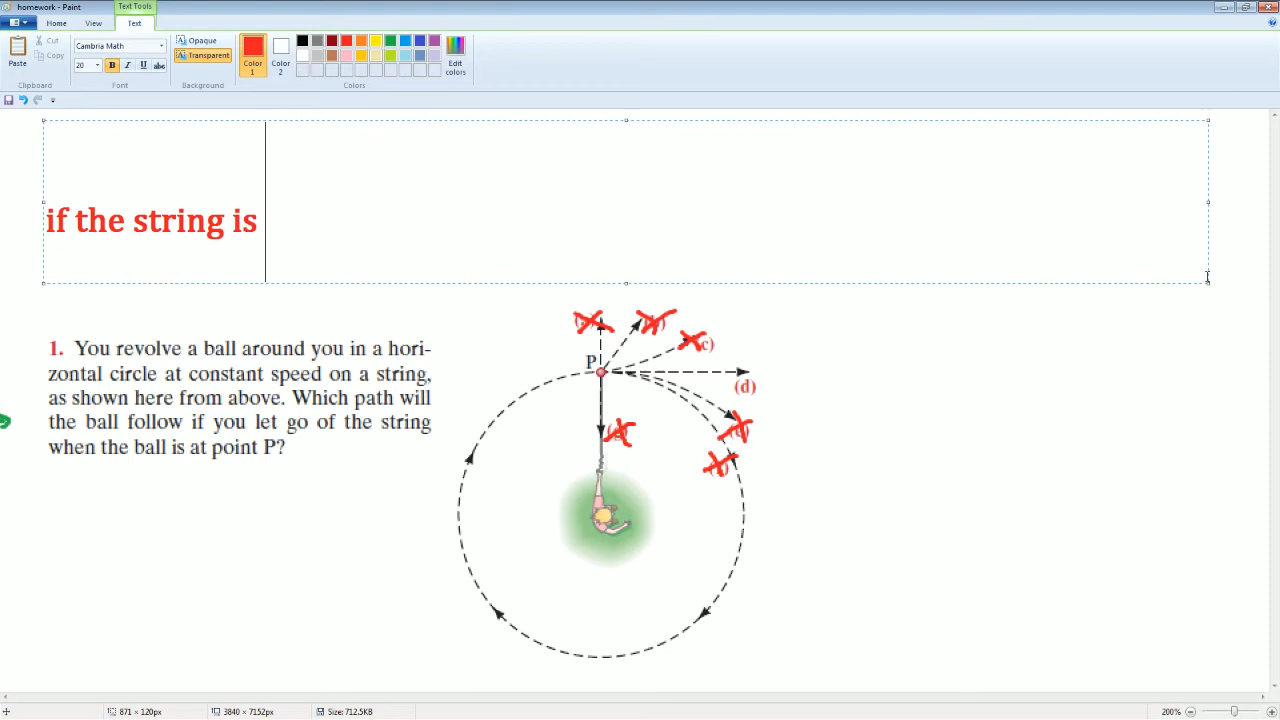 homework - Paint
Text Tools
Home
View
Text
Paste
Cut
Copy
Clipboard
Cambria Math
20
B I U abc
Font
Opaque
Transparent
Background
Color 1
Color 2
Edit colors
Colors
if the string is
1. You revolve a ball around you in a hori-
zontal circle at constant speed on a string,
as shown here from above. Which path will
the ball follow if you let go of the string
when the ball is at point P?
P
c)
(d)
871 × 120px
3840 × 7152px
Size: 712.5KB
200%